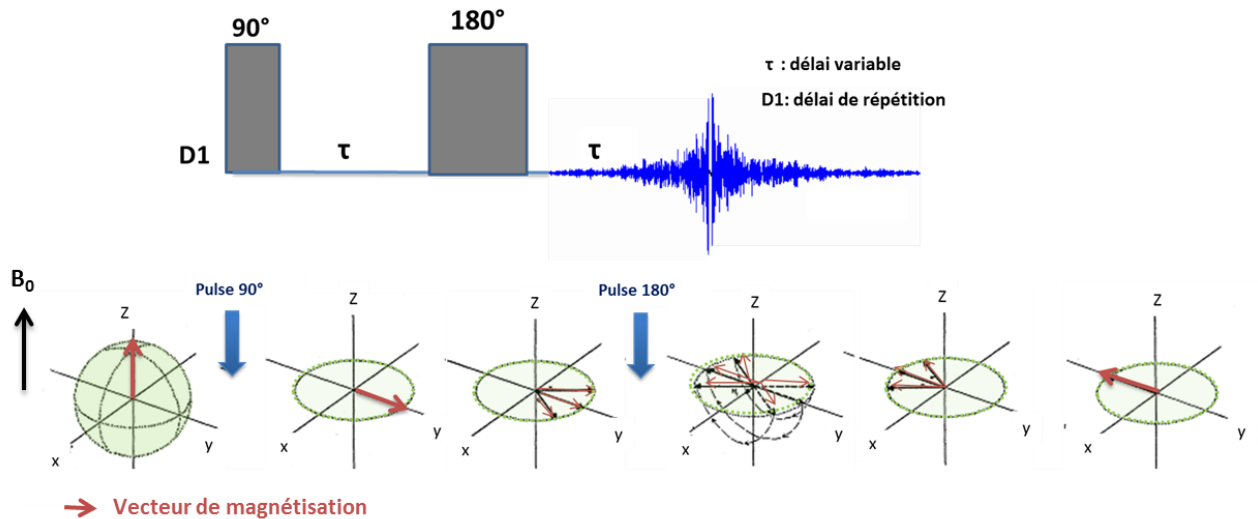 90°
180°
τ : délai variable
D1: délai de répétition
D1
τ
τ
B₀
Pulse 90°
Pulse 180°
Z
x
y
Z
x
y
Z
x
y
Z
x
y
Z
x
y
Z
x
y
Vecteur de magnétisation